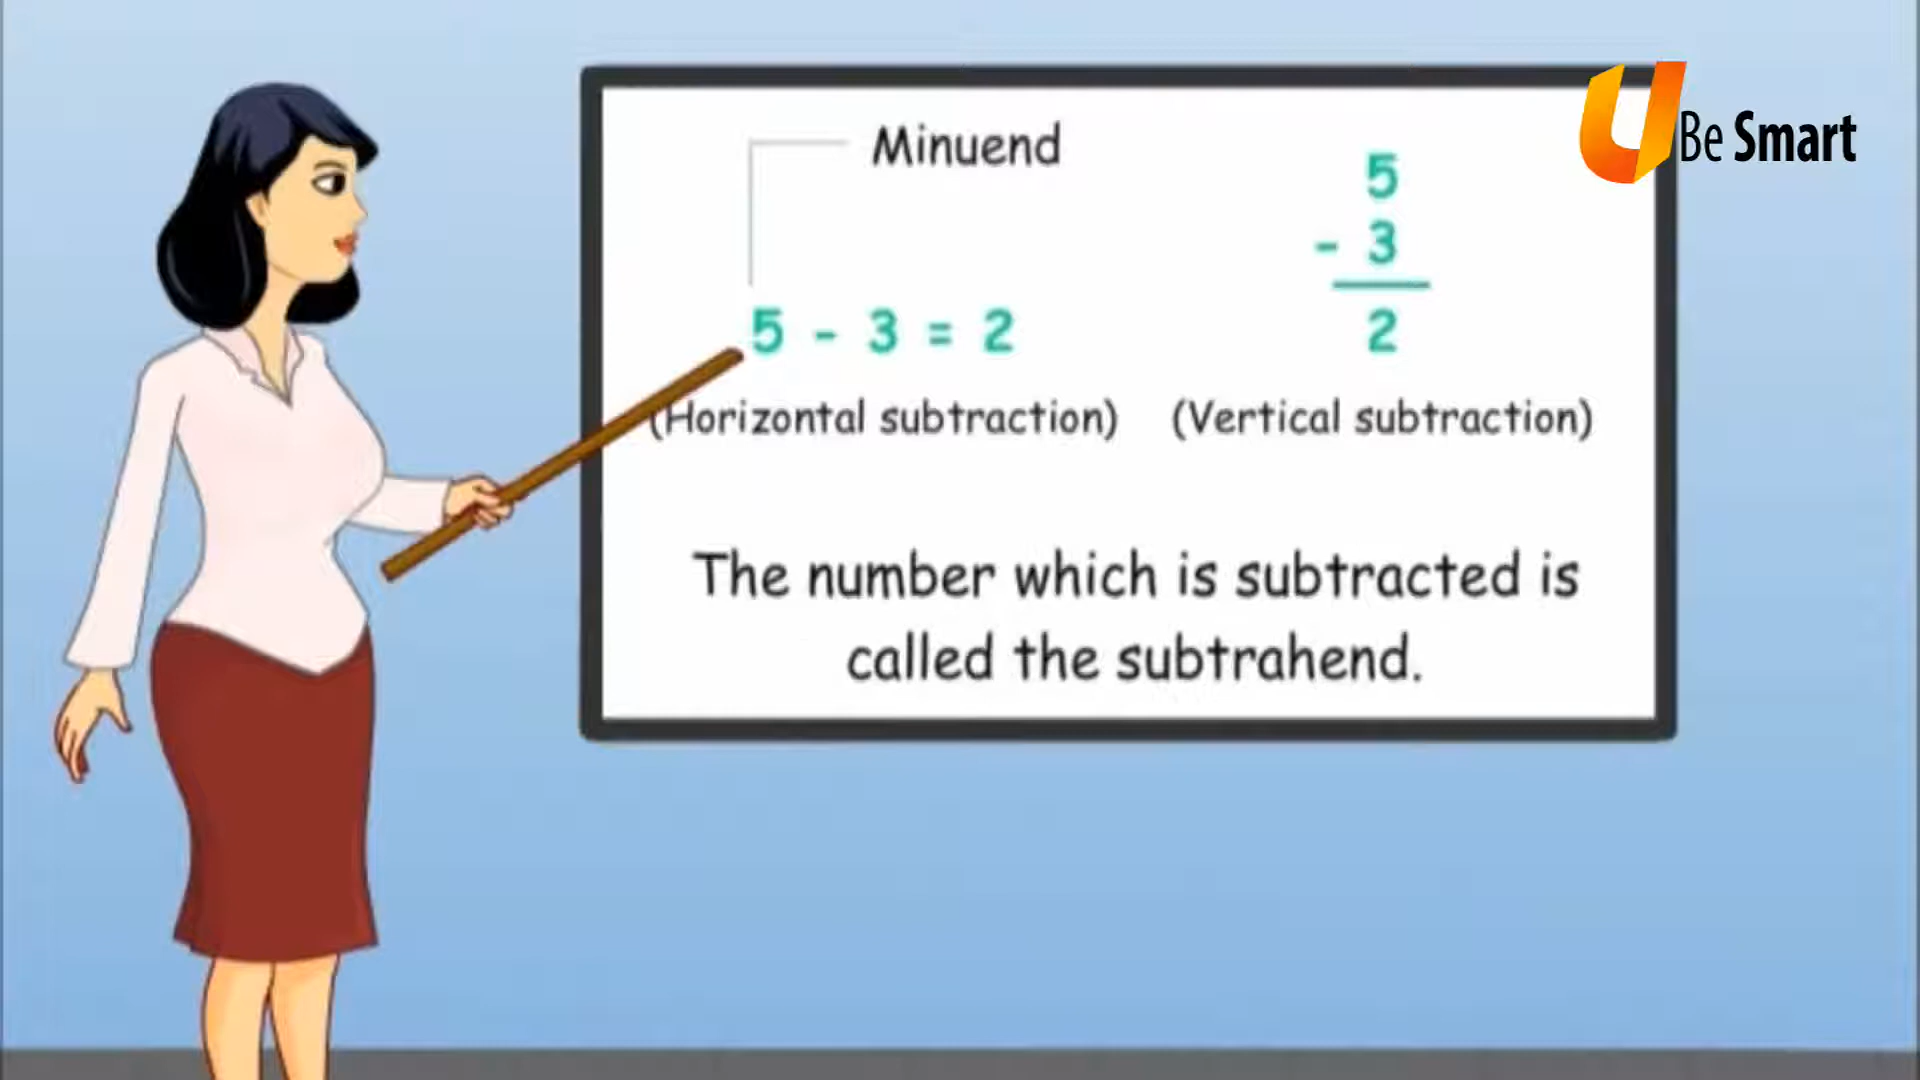 U Be Smart
Minuend
5 - 3 = 2
(Horizontal subtraction)
5
- 3
2
(Vertical subtraction)
The number which is subtracted is
called the subtrahend.